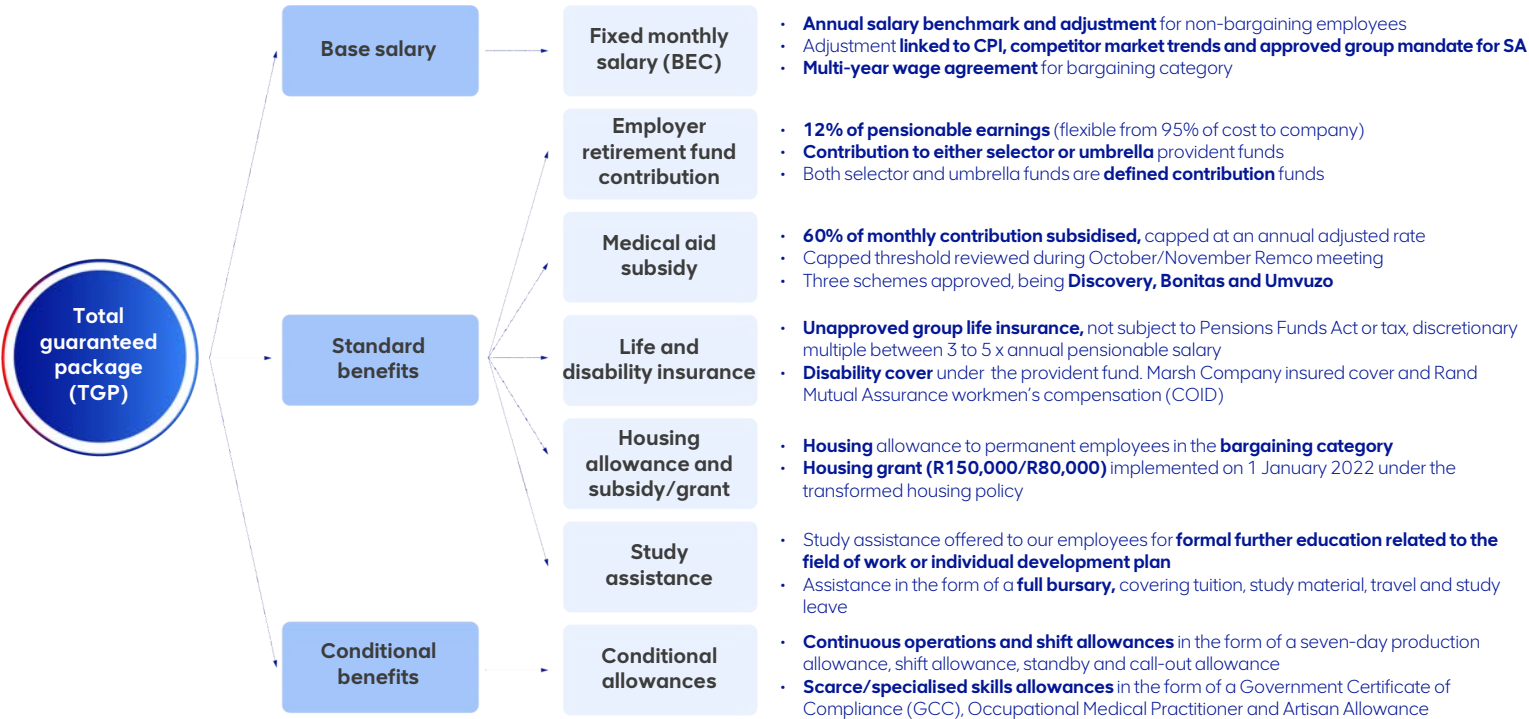 Total
guaranteed
package
(TGP)
Base salary
Fixed monthly
salary (BEC)
• Annual salary benchmark and adjustment for non-bargaining employees
• Adjustment linked to CPI, competitor market trends and approved group mandate for SA
• Multi-year wage agreement for bargaining category
Standard
benefits
Employer
retirement fund
contribution
• 12% of pensionable earnings (flexible from 95% of cost to company)
• Contribution to either selector or umbrella provident funds
• Both selector and umbrella funds are defined contribution funds
Medical aid
subsidy
• 60% of monthly contribution subsidised, capped at an annual adjusted rate
• Capped threshold reviewed during October/November Remco meeting
• Three schemes approved, being Discovery, Bonitas and Umvuzo
Life and
disability insurance
• Unapproved group life insurance, not subject to Pensions Funds Act or tax, discretionary
multiple between 3 to 5 x annual pensionable salary
• Disability cover under the provident fund. Marsh Company insured cover and Rand
Mutual Assurance workmen's compensation (COID)
Housing
allowance and
subsidy/grant
• Housing allowance to permanent employees in the bargaining category
• Housing grant (R150,000/R80,000) implemented on 1 January 2022 under the
transformed housing policy
Study
assistance
• Study assistance offered to our employees for formal further education related to the
field of work or individual development plan
• Assistance in the form of a full bursary, covering tuition, study material, travel and study
leave
Conditional
benefits
Conditional
allowances
• Continuous operations and shift allowances in the form of a seven-day production
allowance, shift allowance, standby and call-out allowance
• Scarce/specialised skills allowances in the form of a Government Certificate of
Compliance (GCC), Occupational Medical Practitioner and Artisan Allowance